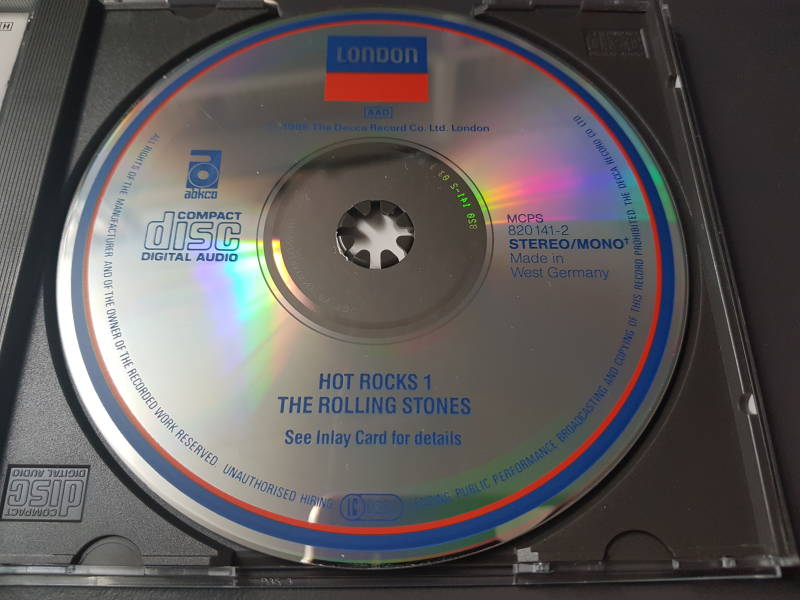 LONDON
AAD
1986 The Decca Record Co. Ltd. London
abkco
COMPACT
disc
DIGITAL AUDIO
MCPS
820 141-2
STEREO/MONO†
Made in
West Germany
HOT ROCKS 1
THE ROLLING STONES
See Inlay Card for details
ALL RIGHTS OF THE MANUFACTURER AND OF THE OWNER OF THE RECORDED WORK RESERVED. UNAUTHORISED HIRING, PUBLIC PERFORMANCE BROADCASTING AND COPYING OF THIS RECORD PROHIBITED THE DECCA RECORD CO LTD
COMPACT
disc
DIGITAL AUDIO